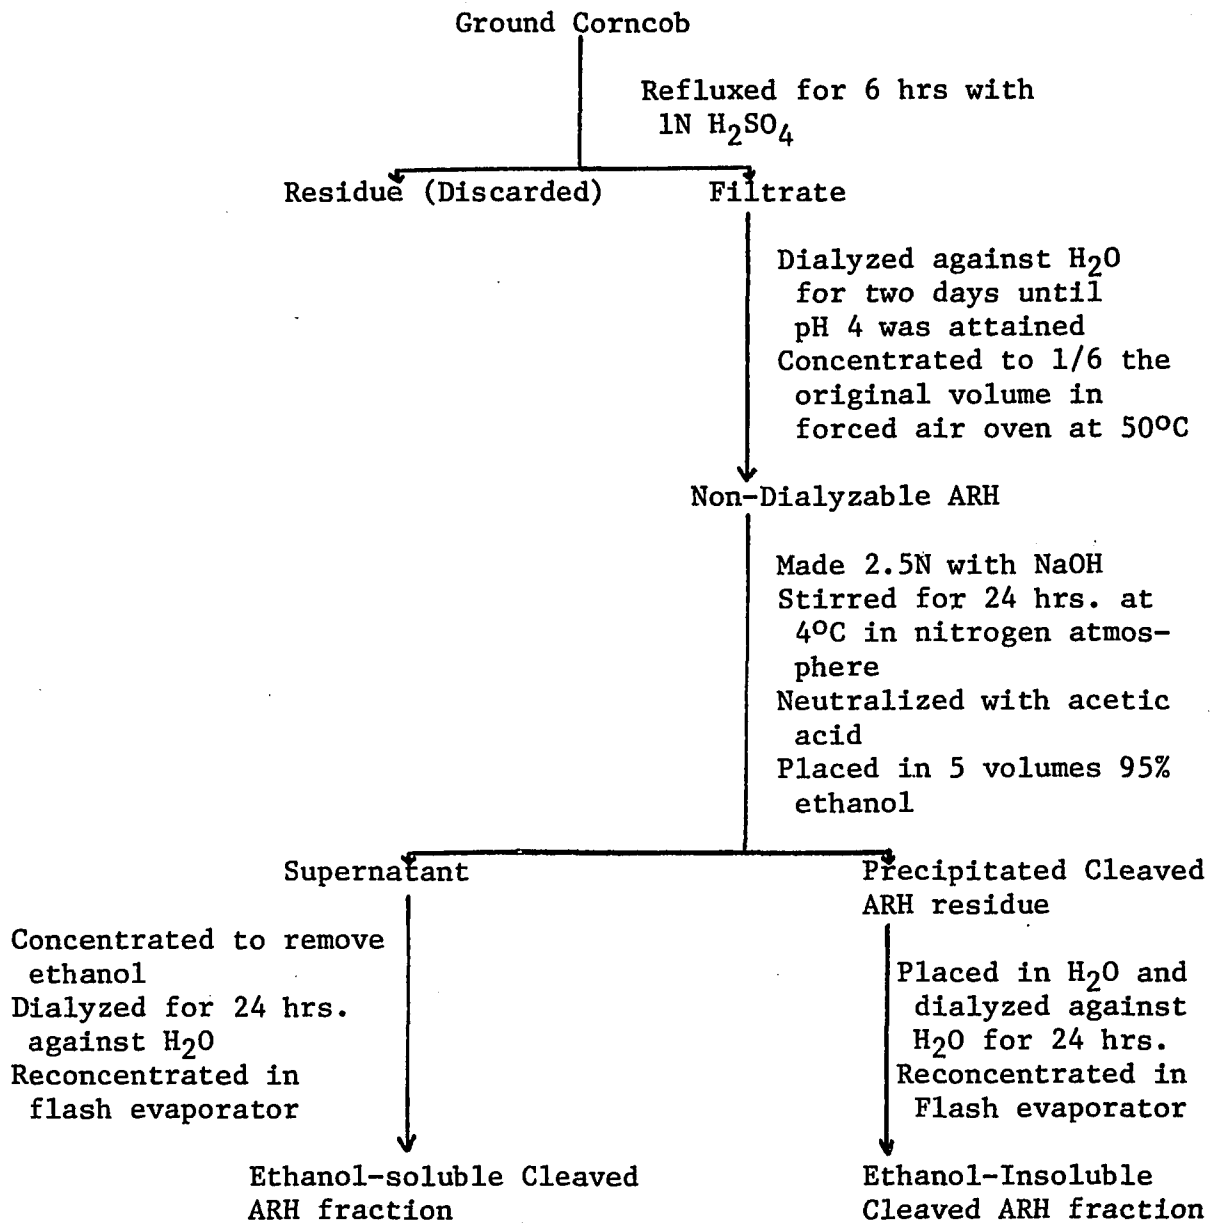 Ground Corncob
Refluxed for 6 hrs with
1N H₂SO₄
Residue (Discarded)
Filtrate
Dialyzed against H₂O
for two days until
pH 4 was attained
Concentrated to 1/6 the
original volume in
forced air oven at 50°C
Non-Dialyzable ARH
Made 2.5N with NaOH
Stirred for 24 hrs. at
4°C in nitrogen atmos-
phere
Neutralized with acetic
acid
Placed in 5 volumes 95%
ethanol
Supernatant
Concentrated to remove
ethanol
Dialyzed for 24 hrs.
against H₂O
Reconcentrated in
flash evaporator
Ethanol-soluble Cleaved
ARH fraction
Precipitated Cleaved
ARH residue
Placed in H₂O and
dialyzed against
H₂O for 24 hrs.
Reconcentrated in
Flash evaporator
Ethanol-Insoluble
Cleaved ARH fraction